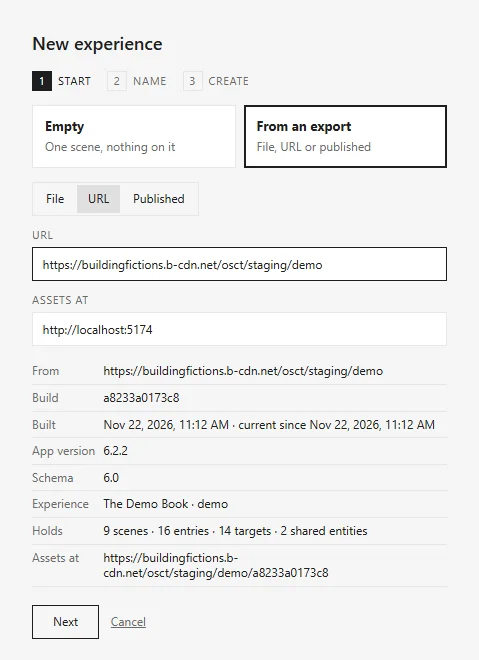 New experience
1 START 2 NAME 3 CREATE
Empty
One scene, nothing on it
From an export
File, URL or published
File URL Published
URL
https://buildingfictions.b-cdn.net/osct/staging/demo
ASSETS AT
http://localhost:5174
From https://buildingfictions.b-cdn.net/osct/staging/demo
Build a8233a0173c8
Built Nov 22, 2026, 11:12 AM · current since Nov 22, 2026, 11:12 AM
App version 6.2.2
Schema 6.0
Experience The Demo Book · demo
Holds 9 scenes · 16 entries · 14 targets · 2 shared entities
Assets at https://buildingfictions.b-
cdn.net/osct/staging/demo/a8233a0173c8
Next Cancel